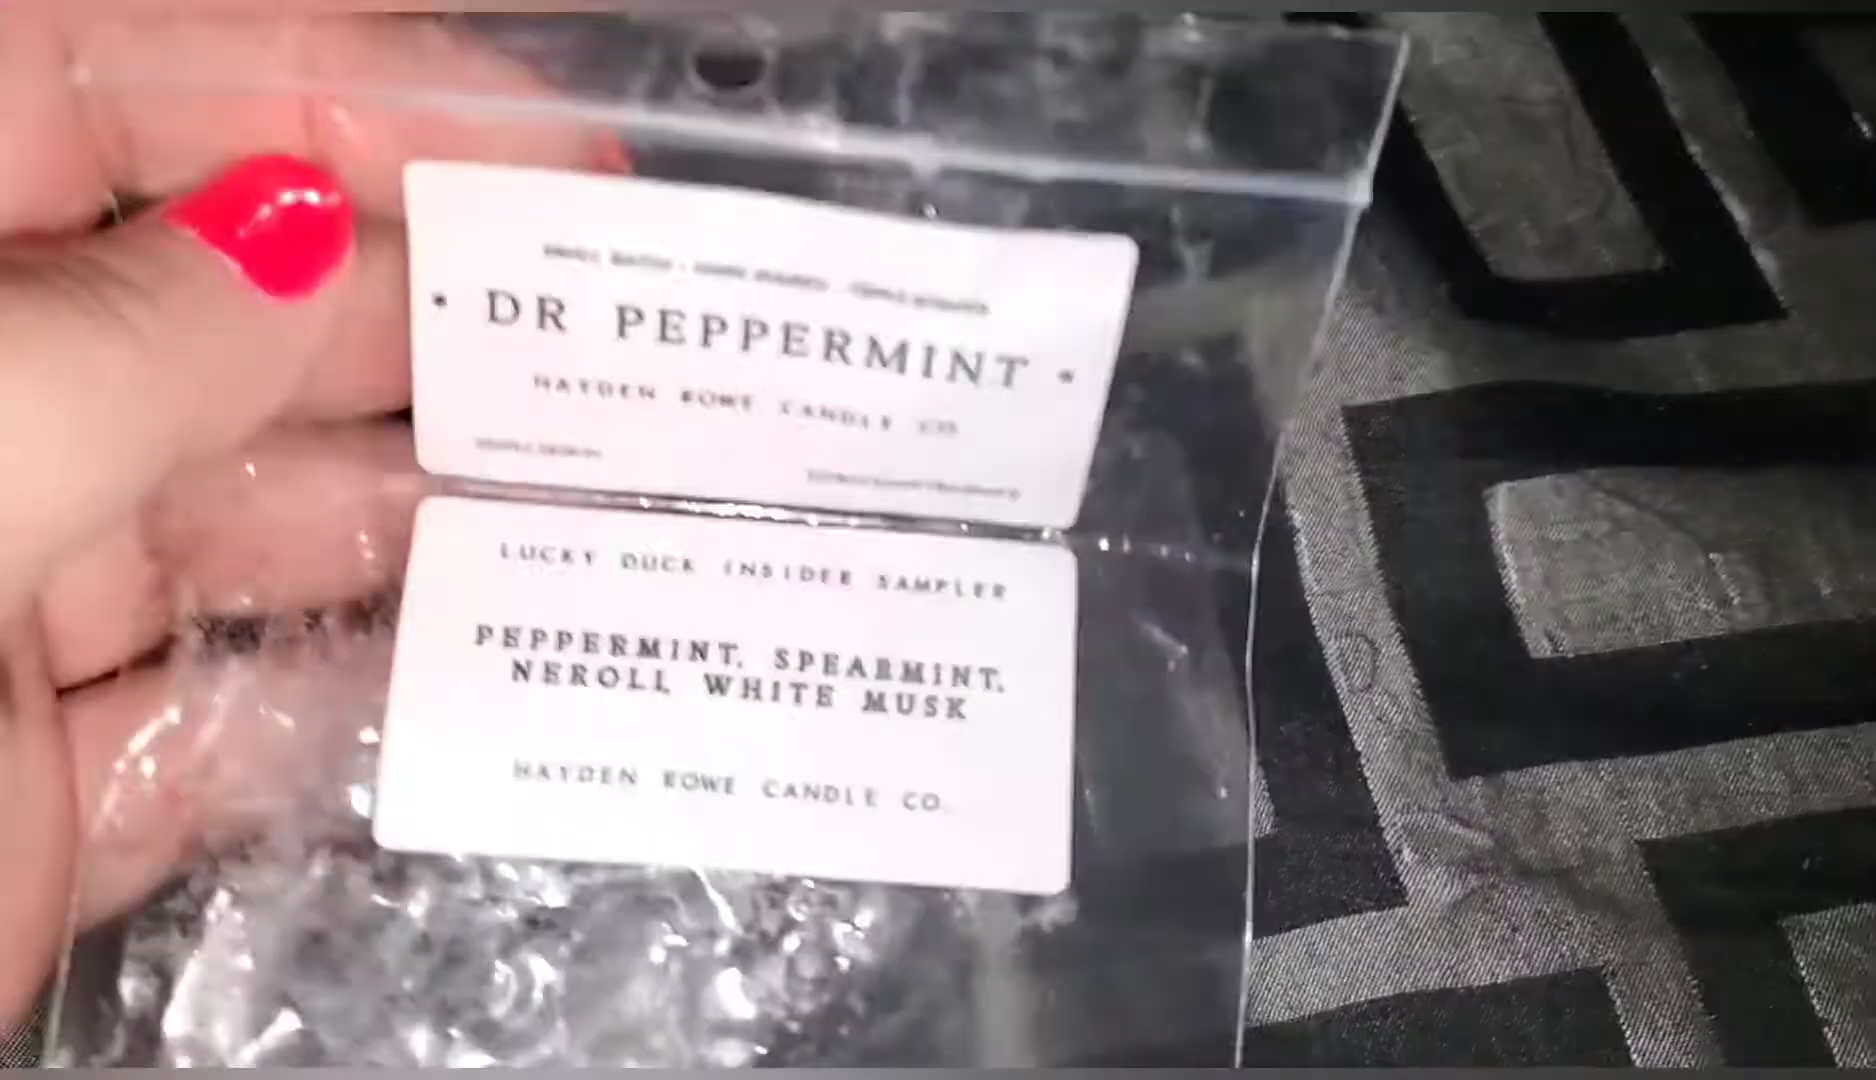 • DR PEPPERMINT •
HAYDEN ROWE CANDLE CO
LUCKY DUCK INSIDER SAMPLER
PEPPERMINT, SPEARMINT,
NEROLI, WHITE MUSK
HAYDEN ROWE CANDLE CO.